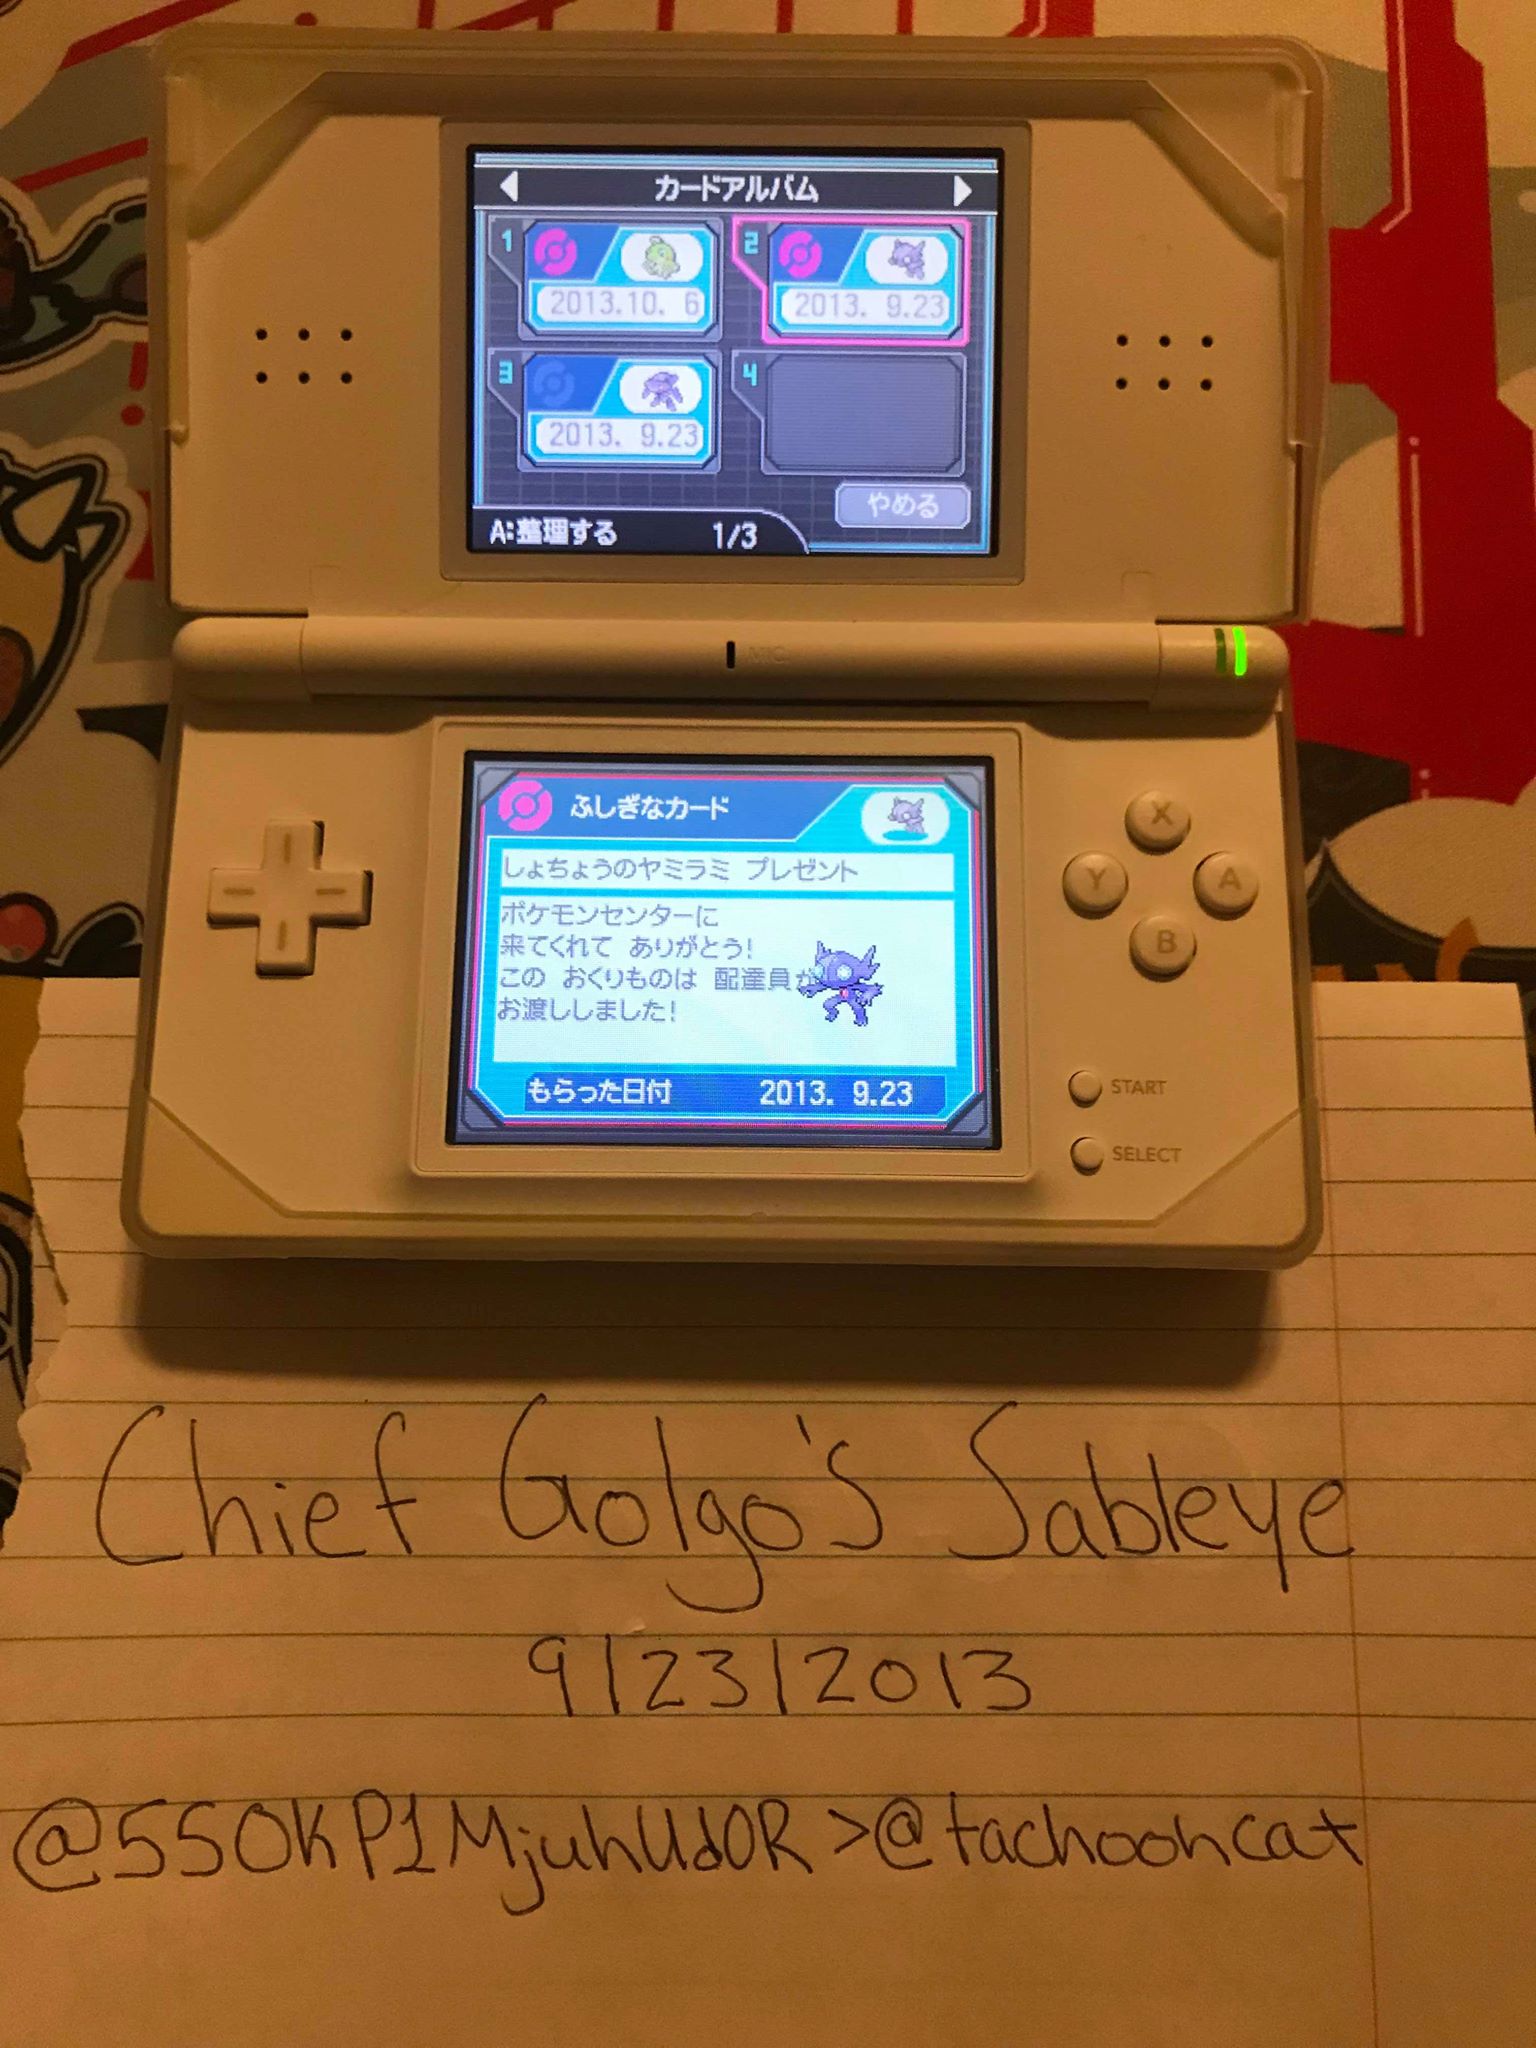 カードアルバム
1
2013.10. 6
2
2013. 9.23
3
2013. 9.23
4
やめる
A:整理する 1/3
MIC
ふしぎなカード
しょちょうのヤミラミ プレゼント
ポケモンセンターに
来てくれて ありがとう!
この おくりものは 配達員が
お渡ししました!
もらった日付 2013. 9.23
X
Y
A
B
START
SELECT
Chief Golgo's Sableye
9/23/2013
@5SOKP1MjuhUd0R>@tachoohcat